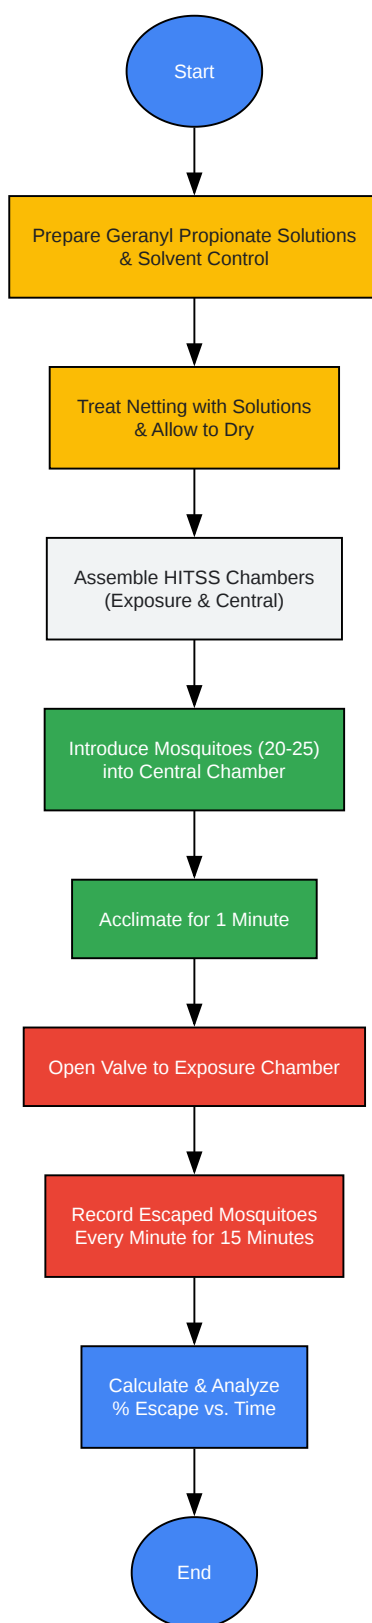 Start
Prepare Geranyl Propionate Solutions
& Solvent Control
Treat Netting with Solutions
& Allow to Dry
Assemble HITSS Chambers
(Exposure & Central)
Introduce Mosquitoes (20-25)
into Central Chamber
Acclimate for 1 Minute
Open Valve to Exposure Chamber
Record Escaped Mosquitoes
Every Minute for 15 Minutes
Calculate & Analyze
% Escape vs. Time
End